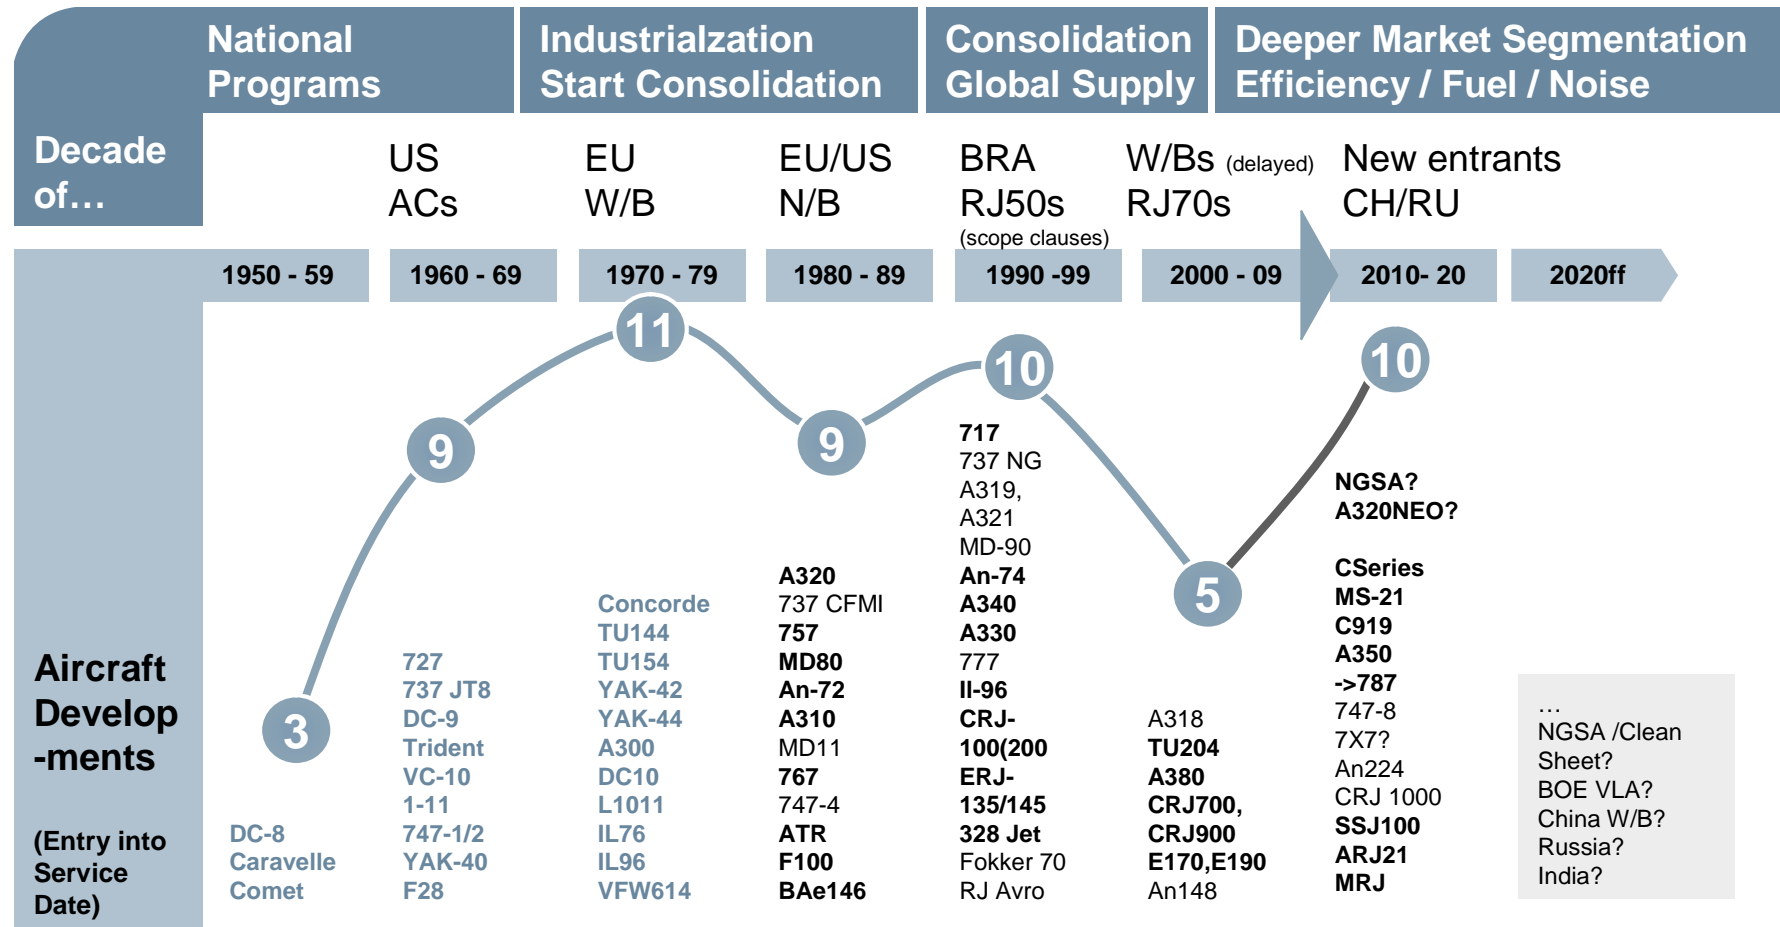 National
Programs
Industrialzation
Start Consolidation
Consolidation
Global Supply
Deeper Market Segmentation
Efficiency / Fuel / Noise
Decade
of…
US
ACs
EU
W/B
EU/US
N/B
BRA
RJ50s
(scope clauses)
W/Bs (delayed)
RJ70s
New entrants
CH/RU
1950 - 59
1960 - 69
1970 - 79
1980 - 89
1990 -99
2000 - 09
2010- 20
2020ff
3
9
11
9
10
5
10
Aircraft
Develop
-ments
(Entry into
Service
Date)
DC-8
Caravelle
Comet
727
737 JT8
DC-9
Trident
VC-10
1-11
747-1/2
YAK-40
F28
Concorde
TU144
TU154
YAK-42
YAK-44
A300
DC10
L1011
IL76
IL96
VFW614
A320
737 CFMI
757
MD80
An-72
A310
MD11
767
747-4
ATR
F100
BAe146
717
737 NG
A319,
A321
MD-90
An-74
A340
A330
777
Il-96
CRJ-
100(200
ERJ-
135/145
328 Jet
Fokker 70
RJ Avro
A318
TU204
A380
CRJ700,
CRJ900
E170,E190
An148
NGSA?
A320NEO?
CSeries
MS-21
C919
A350
->787
747-8
7X7?
An224
CRJ 1000
SSJ100
ARJ21
MRJ
…
NGSA /Clean
Sheet?
BOE VLA?
China W/B?
Russia?
India?